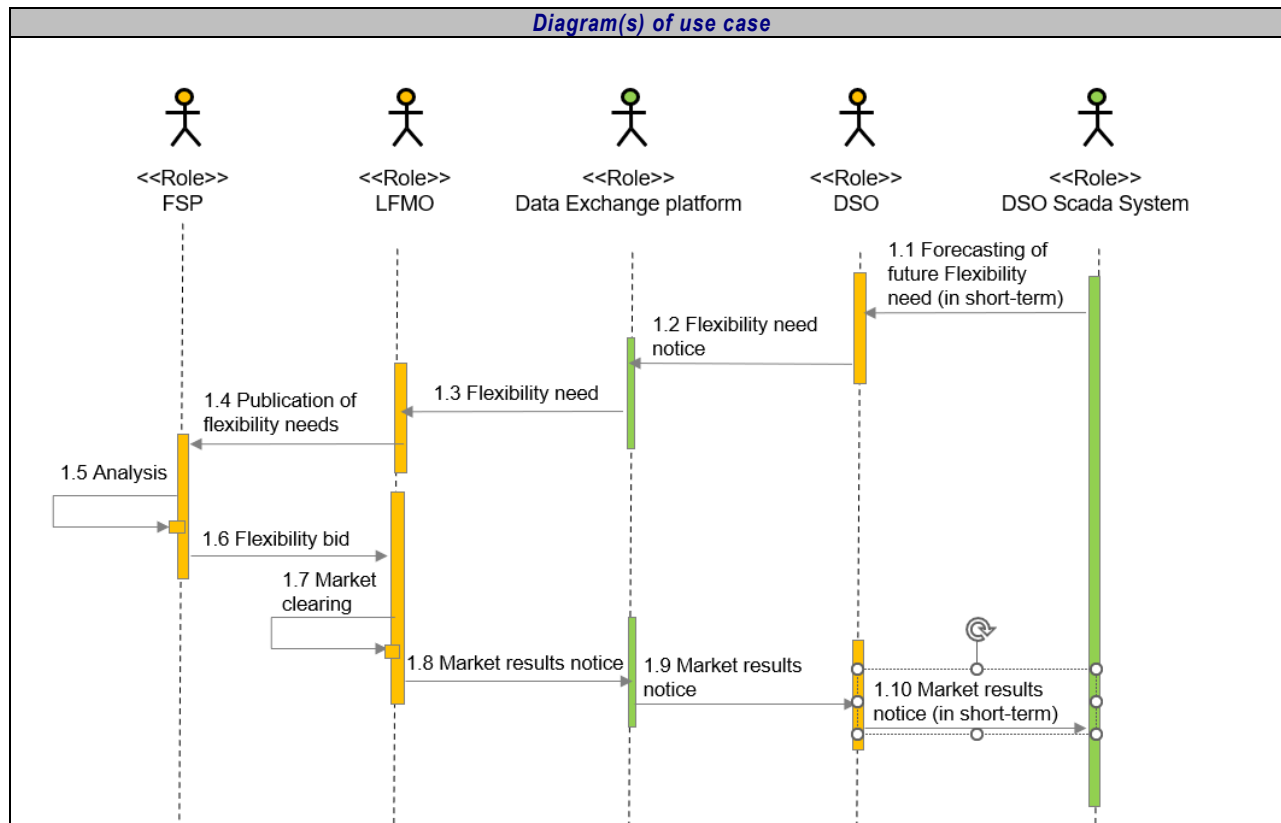 Diagram(s) of use case
<<Role>>
FSP
<<Role>>
LFMO
<<Role>>
Data Exchange platform
<<Role>>
DSO
<<Role>>
DSO Scada System
1.1 Forecasting of
future Flexibility
need (in short-term)
1.2 Flexibility need
notice
1.3 Flexibility need
1.4 Publication of
flexibility needs
1.5 Analysis
1.6 Flexibility bid
1.7 Market
clearing
1.8 Market results notice
1.9 Market results
notice
1.10 Market results
notice (in short-term)